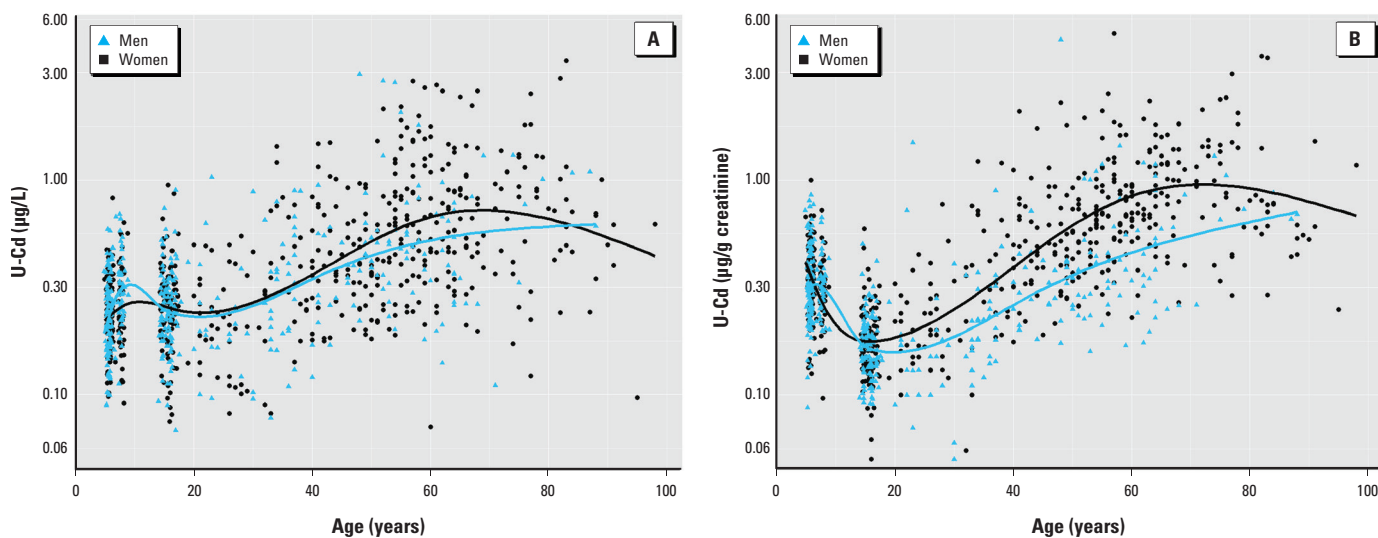 6.00
3.00
1.00
0.30
0.10
0.06
U-Cd (µg/L)
Men
Women
A
0 20 40 60 80 100
Age (years)
6.00
3.00
1.00
0.30
0.10
0.06
U-Cd (µg/g creatinine)
Men
Women
B
0 20 40 60 80 100
Age (years)